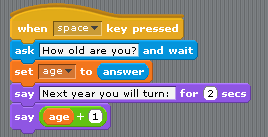 when space key pressed
ask How old are you? and wait
set age to answer
say Next year you will turn: for 2 secs
say age + 1